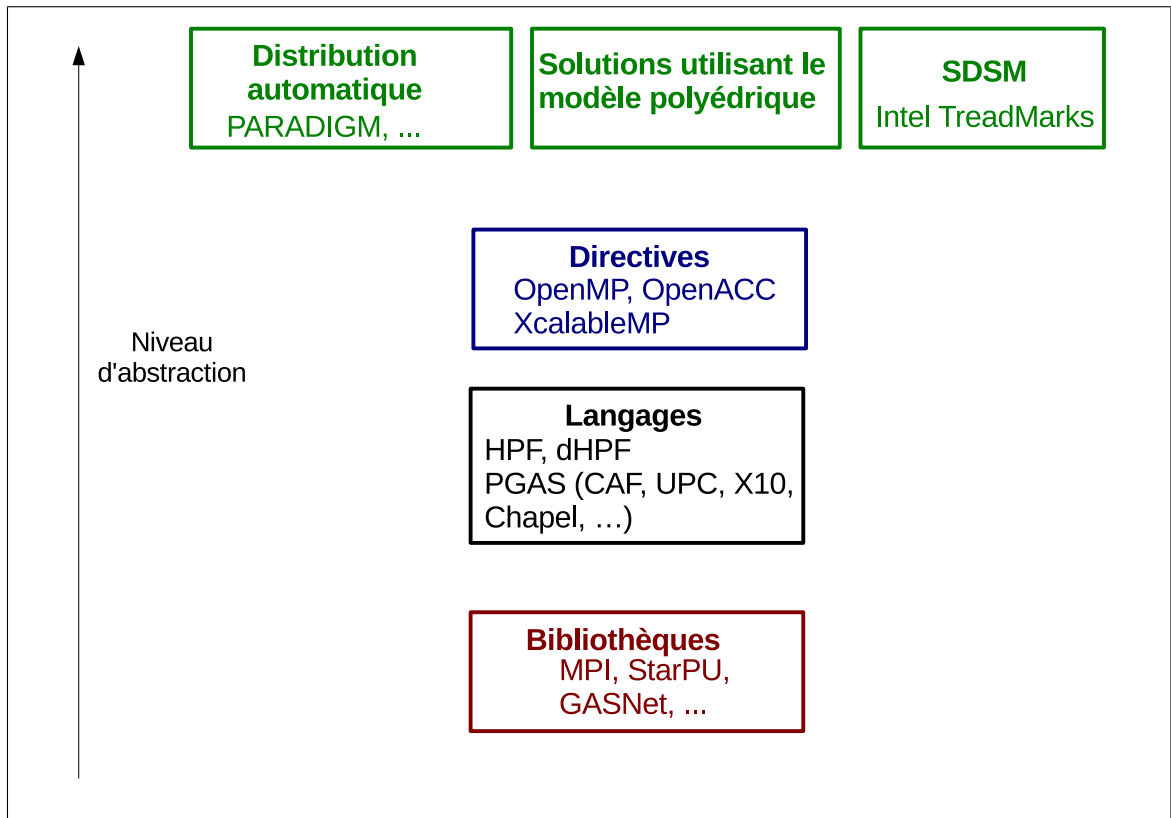 Distribution
automatique
PARADIGM, ...
Solutions utilisant le
modèle polyédrique
SDSM
Intel TreadMarks
Directives
OpenMP, OpenACC
XcalableMP
Niveau
d'abstraction
Langages
HPF, dHPF
PGAS (CAF, UPC, X10,
Chapel, …)
Bibliothèques
MPI, StarPU,
GASNet, ...